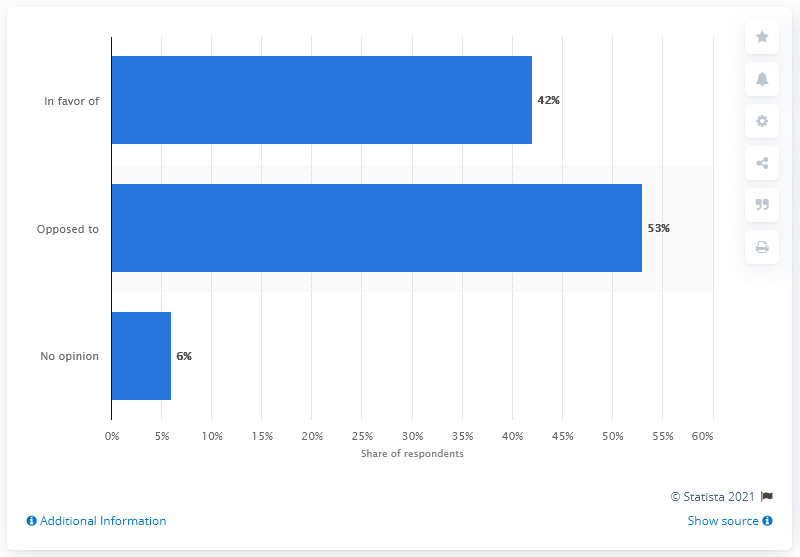 In favor of
42%
Opposed to
53%
No opinion
6%
0% 5% 10% 15% 20% 25% 30% 35% 40% 45% 50% 55% 60%
Share of respondents
© Statista 2021
Additional Information
Show source